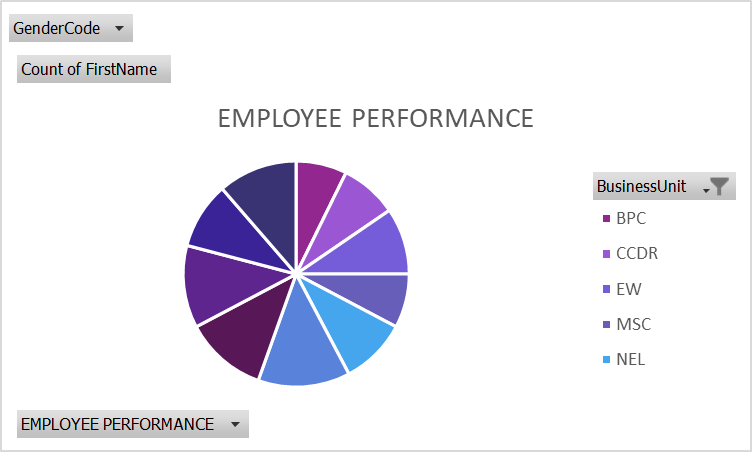 GenderCode
Count of FirstName
EMPLOYEE PERFORMANCE
BusinessUnit
BPC
CCDR
EW
MSC
NEL
EMPLOYEE PERFORMANCE